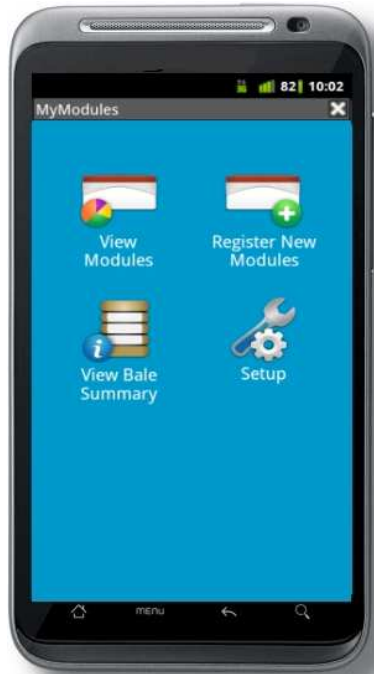 82 10:02
MyModules
View
Modules
Register New
Modules
View Bale
Summary
Setup
menu